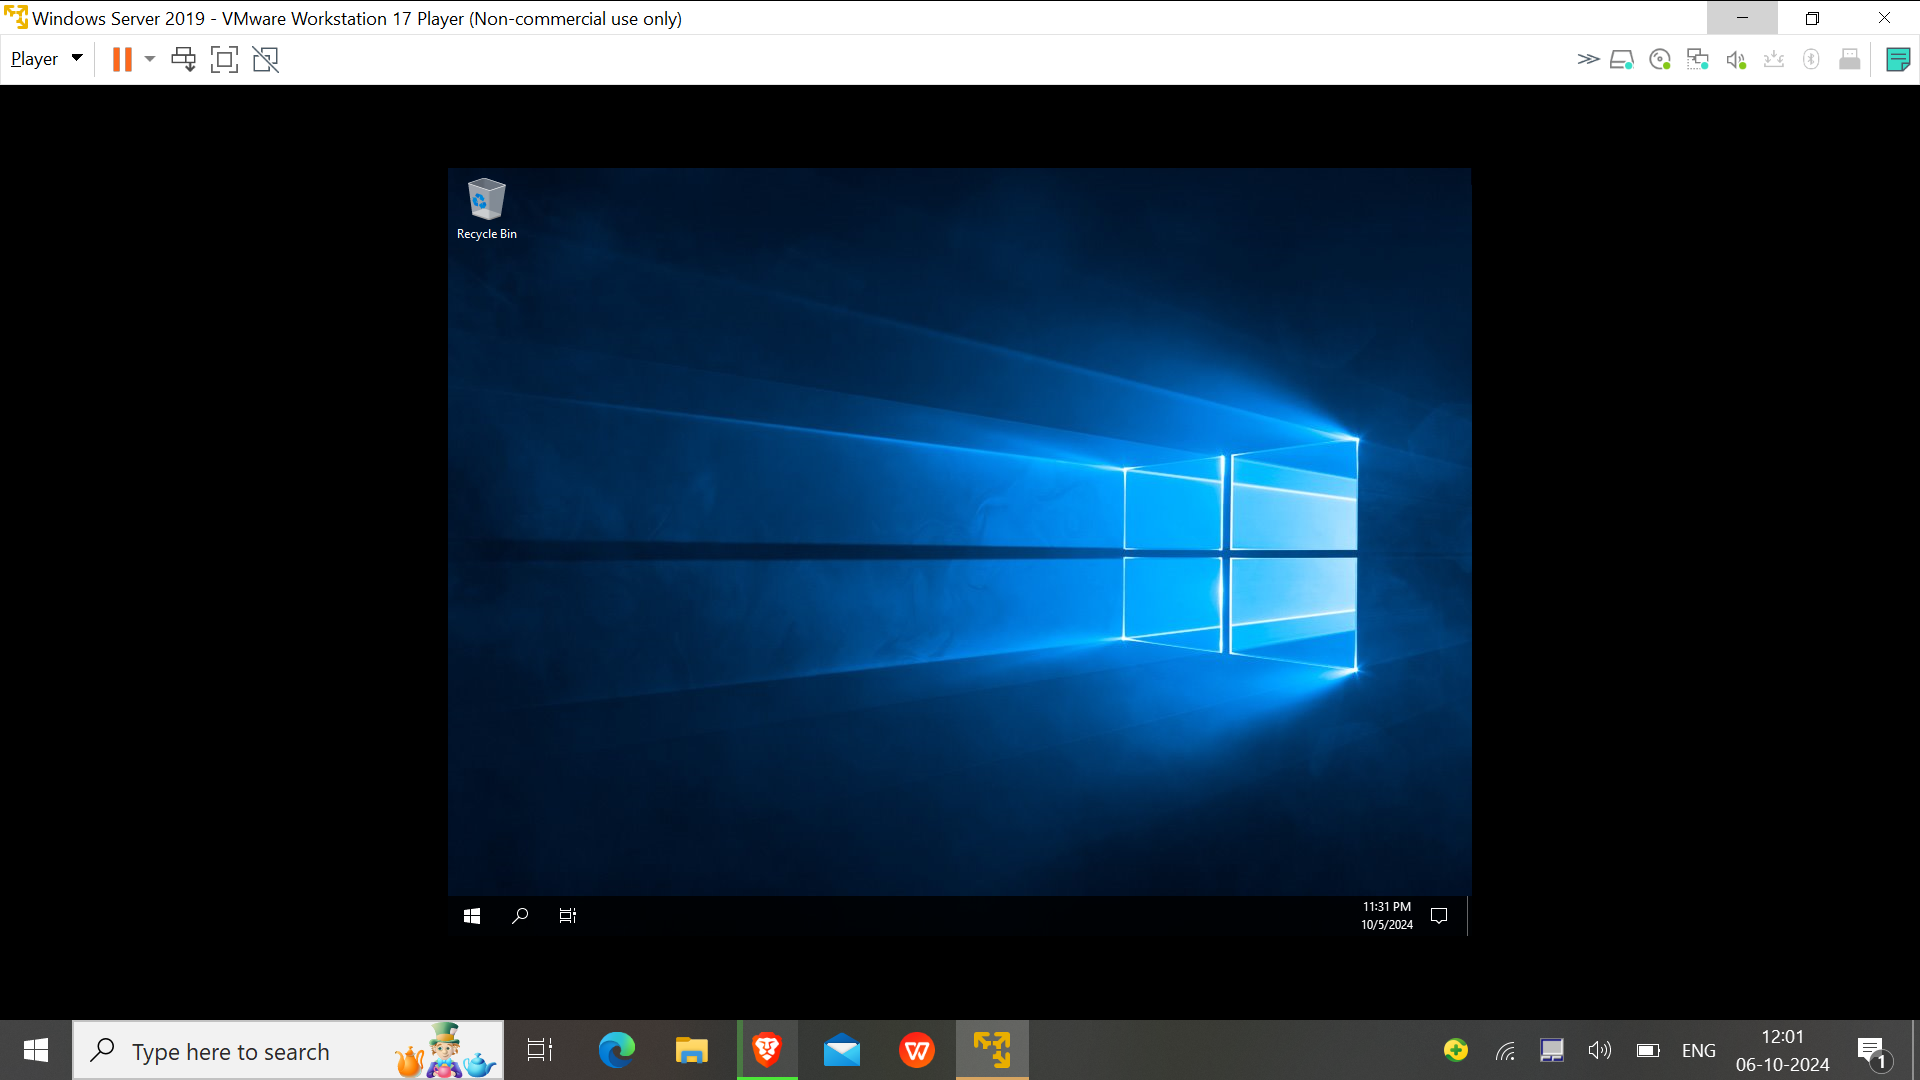 Windows Server 2019 - VMware Workstation 17 Player (Non-commercial use only)
Player
Recycle Bin
11:31 PM
10/5/2024
Type here to search
ENG
12:01
06-10-2024
1